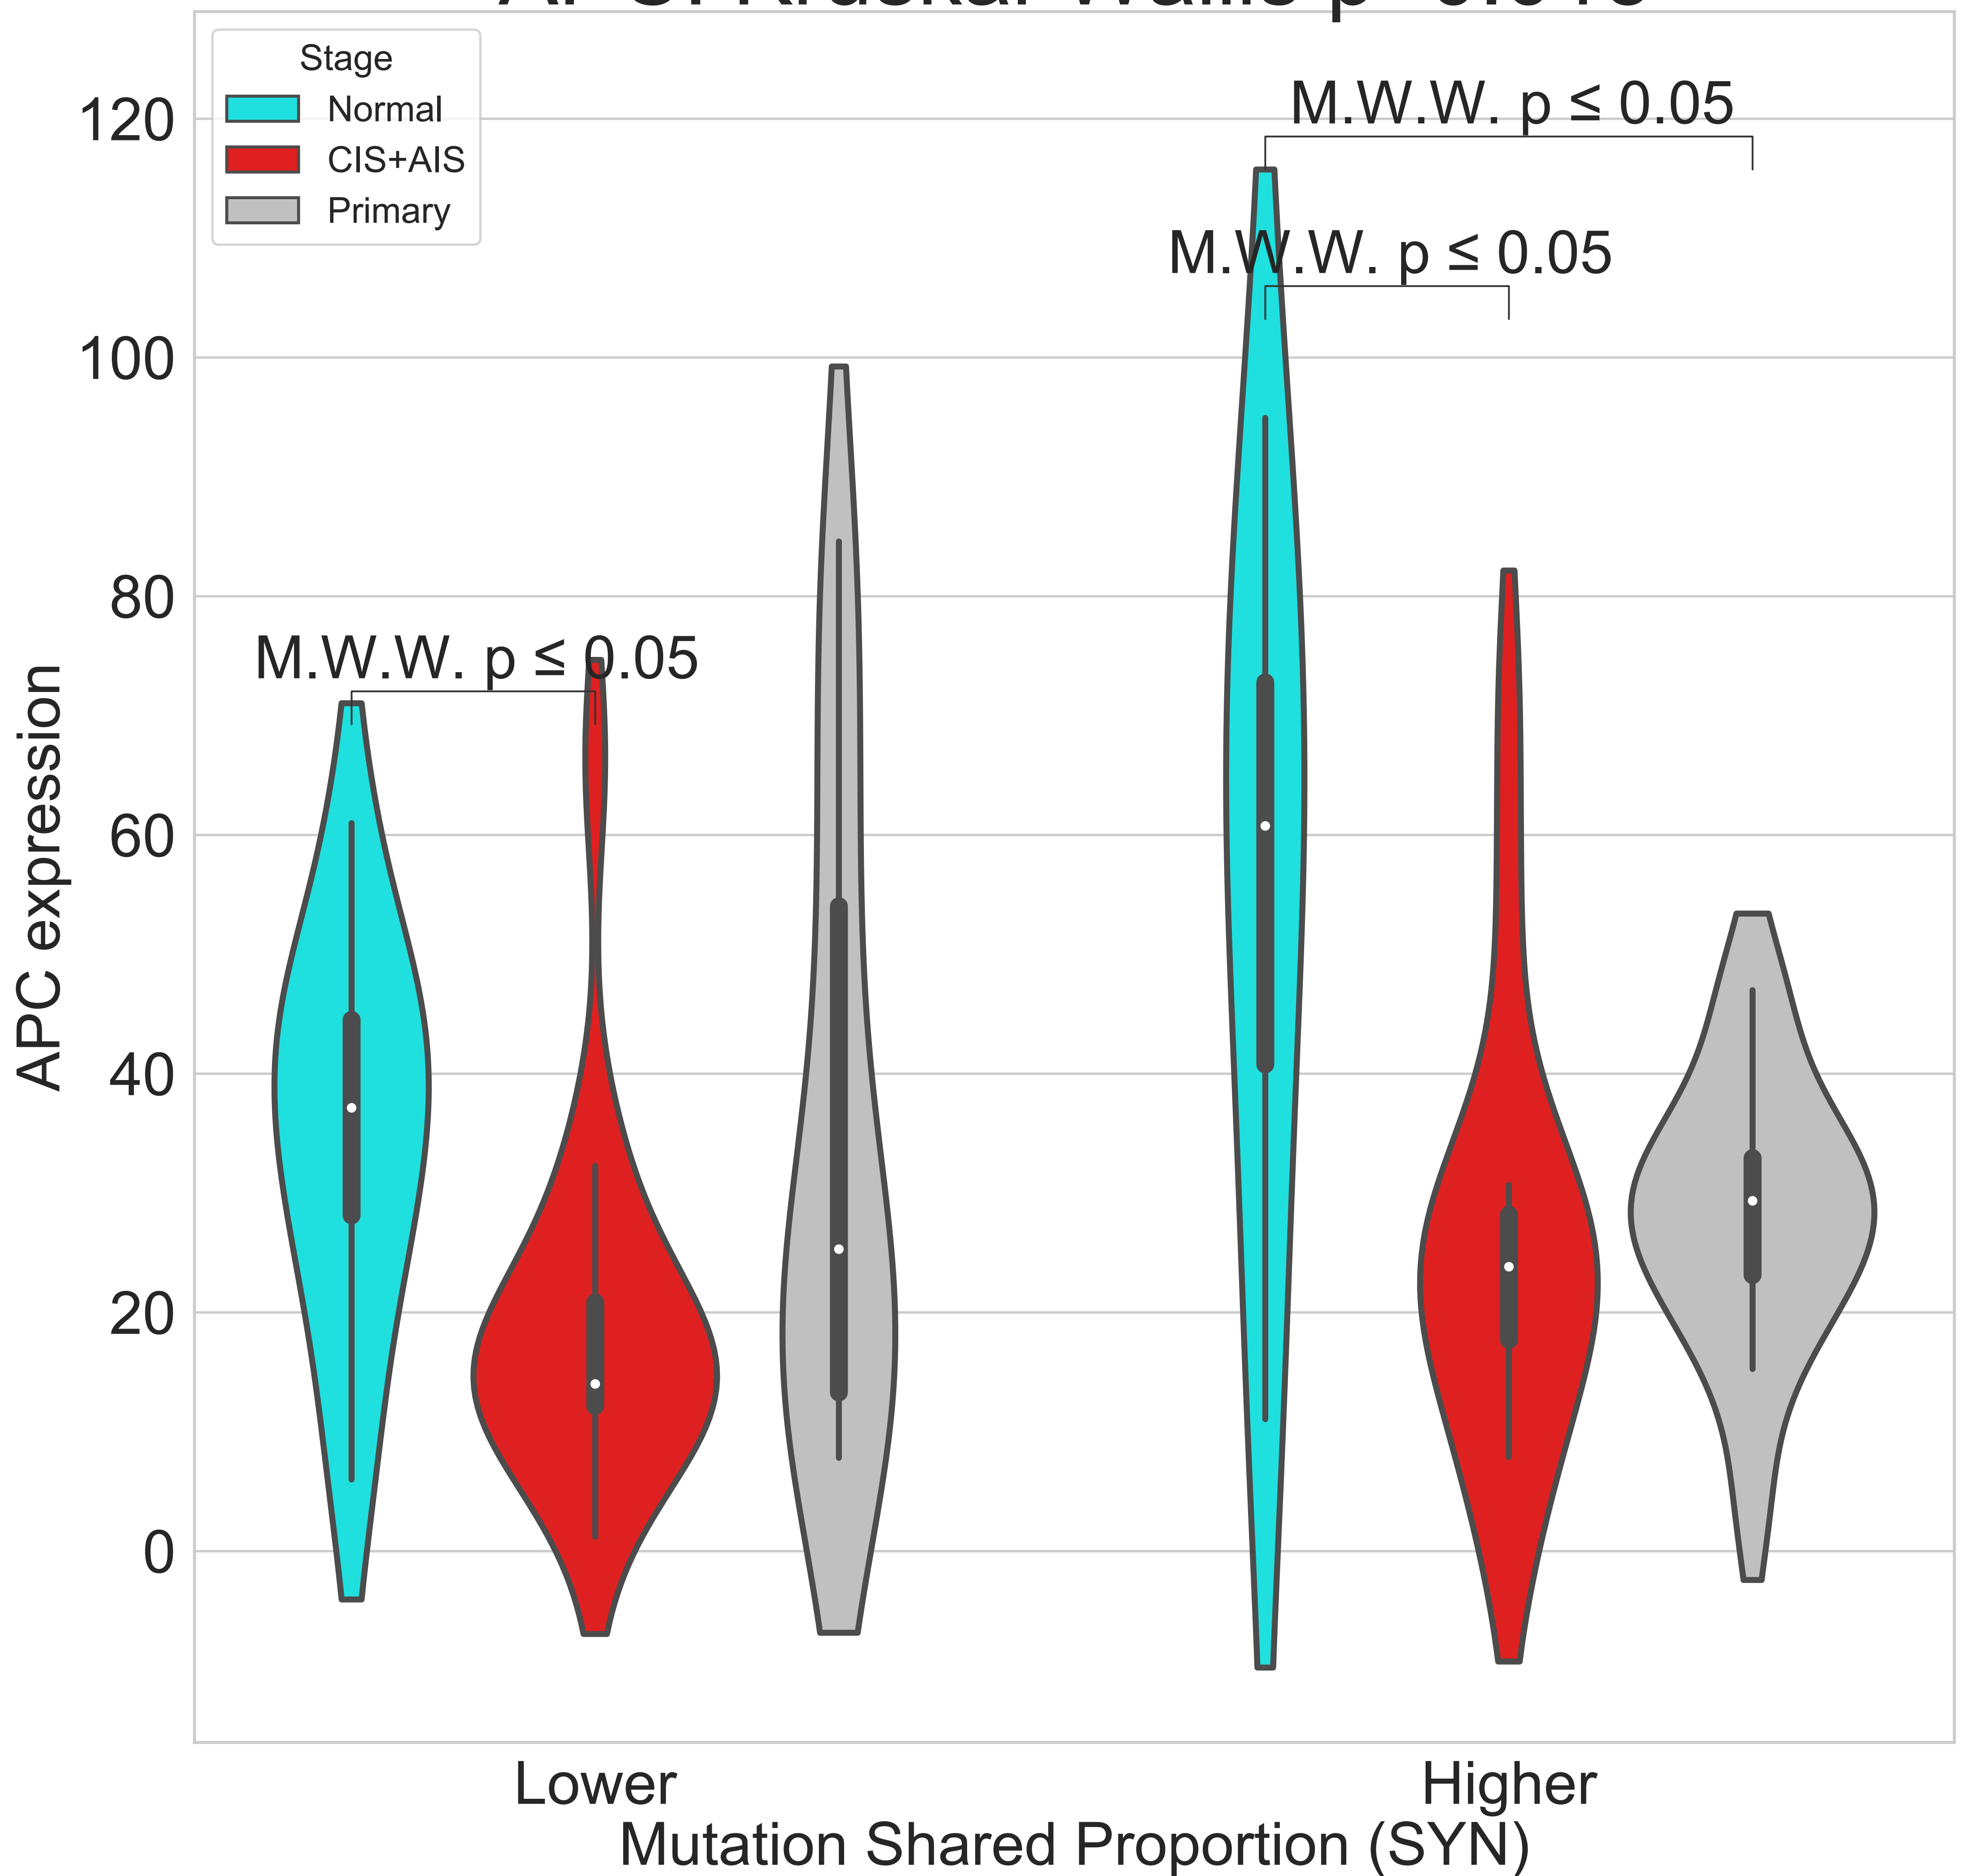 Stage
Normal
CIS+AIS
Primary
M.W.W. p ≤ 0.05
M.W.W. p ≤ 0.05
M.W.W. p ≤ 0.05
120
100
80
60
40
20
0
APC expression
Lower
Higher
Mutation Shared Proportion (SYN)